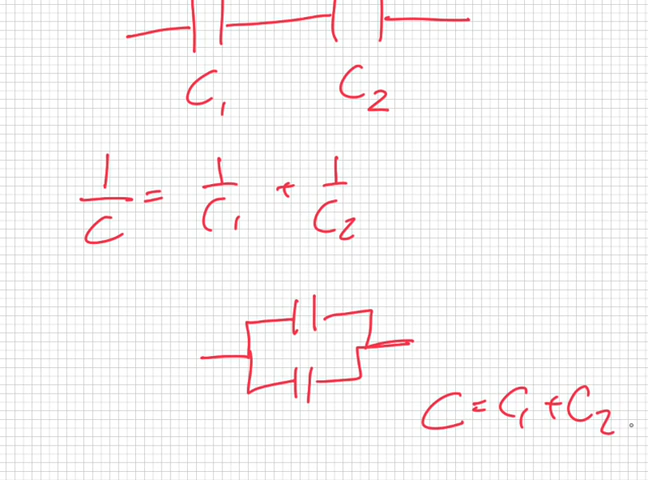 C₁ C₂
1/C = 1/C₁ + 1/C₂
C = C₁ + C₂